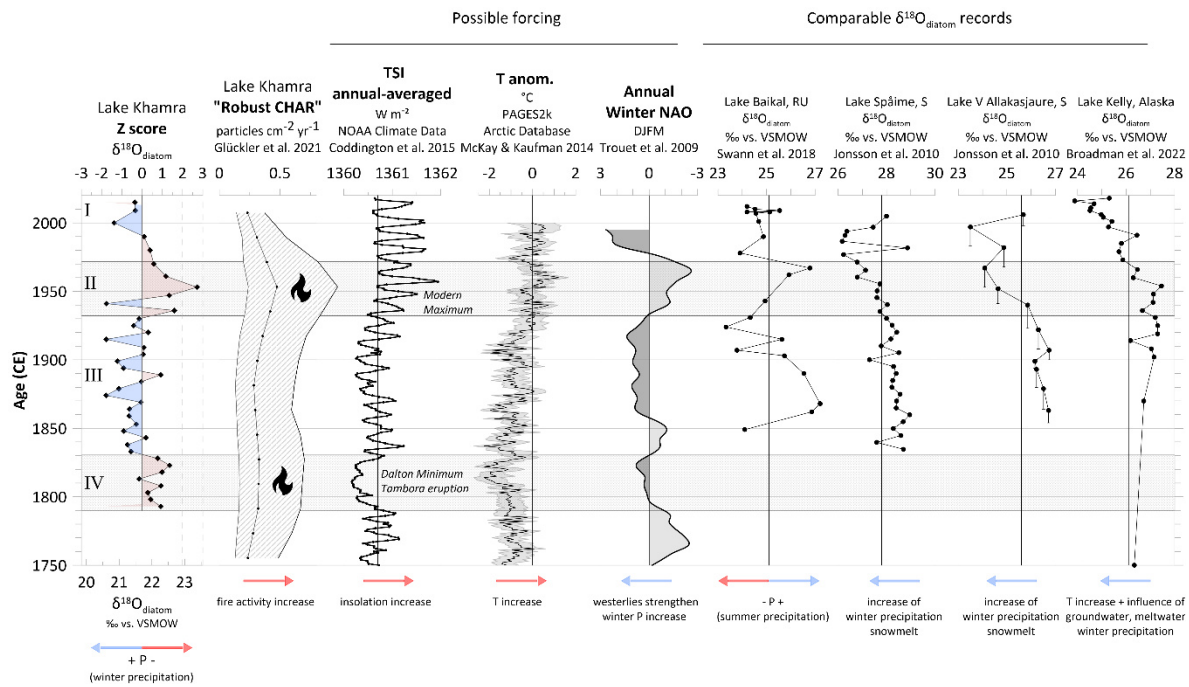 Possible forcing
Comparable δ18Odiatom records
Lake Khamra
Z score
δ18Odiatom
Lake Khamra
"Robust CHAR"
particles cm-2 yr-1
Glückler et al. 2021
TSI
annual-averaged
W m-2
NOAA Climate Data
Coddington et al. 2015
T anom.
°C
PAGES2k
Arctic Database
McKay & Kaufman 2014
Annual
Winter NAO
DJFM
Trouet et al. 2009
Lake Baikal, RU
δ18Odiatom
‰ vs. VSMOW
Swann et al. 2018
Lake Spåime, S
δ18Odiatom
‰ vs. VSMOW
Jonsson et al. 2010
Lake V Allakasjaure, S
δ18Odiatom
‰ vs. VSMOW
Jonsson et al. 2010
Lake Kelly, Alaska
δ18Odiatom
‰ vs. VSMOW
Broadman et al. 2022
-3 -2 -1 0 1 2 3
0 0.5
1360 1361 1362
-3 0 3
3 0 -3
23 25 27
26 28 30
23 25 27
24 26 28
Age (CE)
2000
1950
1900
1850
1800
1750
I
II
III
IV
Modern
Maximum
Dalton Minimum
Tambora eruption
20 21 22 23
δ18Odiatom
‰ vs. VSMOW
+ P -
(winter precipitation)
fire activity increase
insolation increase
T increase
westerlies strengthen
winter P increase
- P +
(summer precipitation)
increase of
winter precipitation
snowmelt
increase of
winter precipitation
snowmelt
T increase + influence of
groundwater, meltwater
winter precipitation